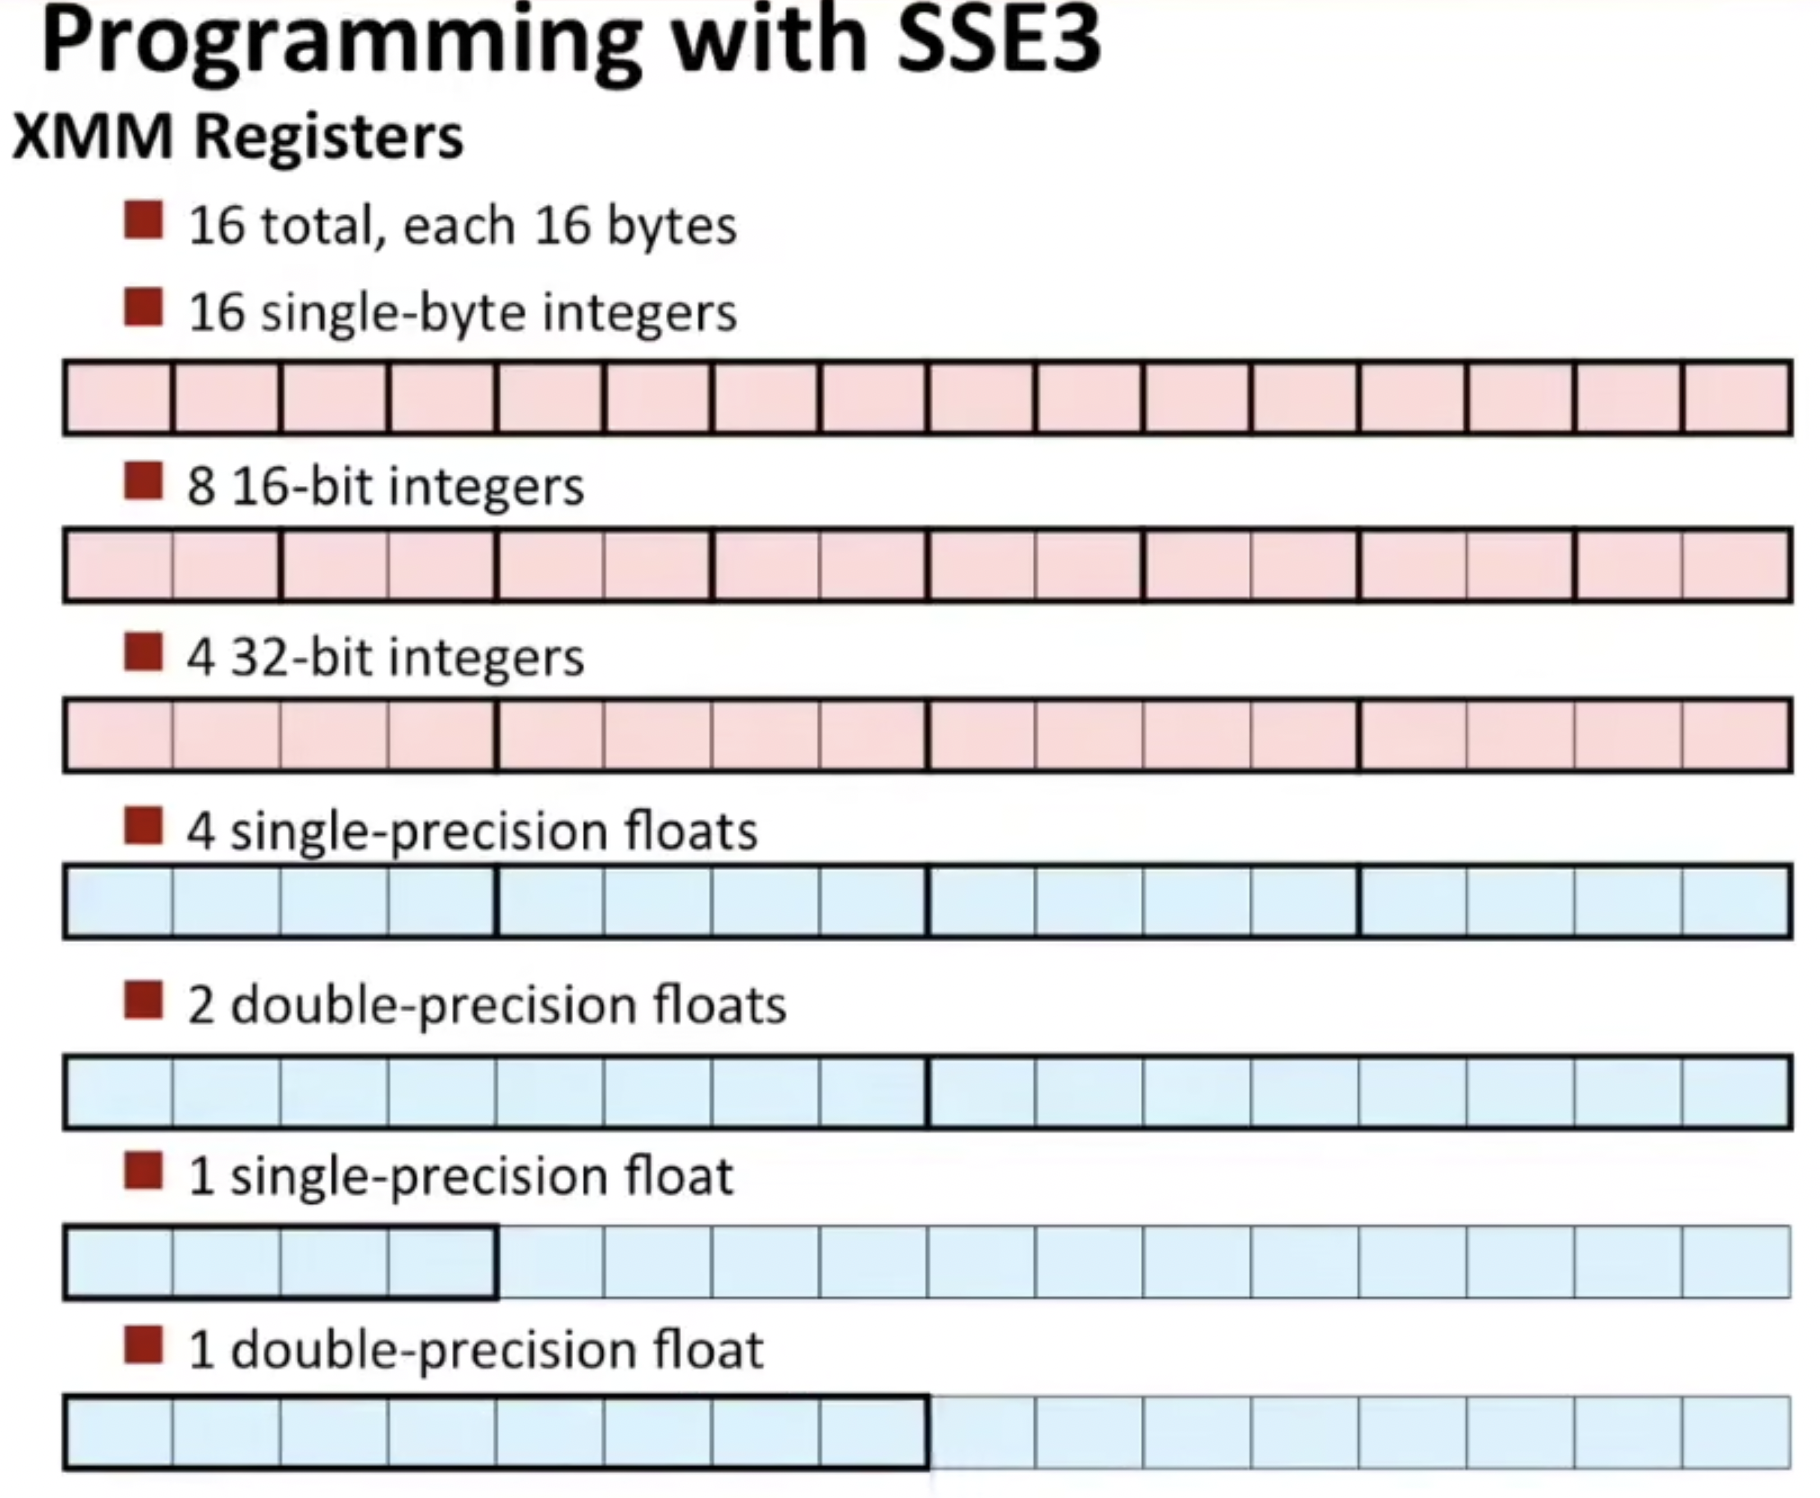 Programming with SSE3
XMM Registers
16 total, each 16 bytes
16 single-byte integers
8 16-bit integers
4 32-bit integers
4 single-precision floats
2 double-precision floats
1 single-precision float
1 double-precision float